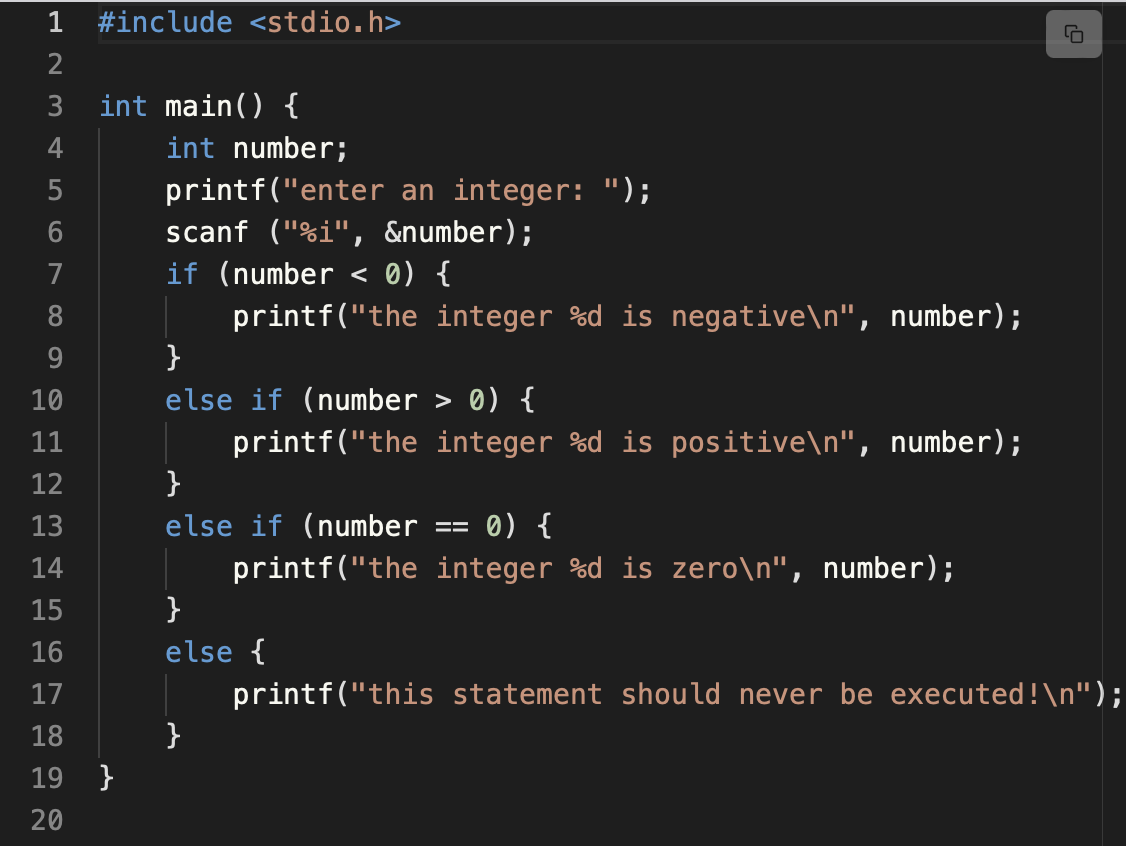 1 #include <stdio.h>
2
3 int main() {
4     int number;
5     printf("enter an integer: ");
6     scanf ("%i", &number);
7     if (number < 0) {
8         printf("the integer %d is negative\n", number);
9     }
10     else if (number > 0) {
11         printf("the integer %d is positive\n", number);
12     }
13     else if (number == 0) {
14         printf("the integer %d is zero\n", number);
15     }
16     else {
17         printf("this statement should never be executed!\n");
18     }
19 }
20